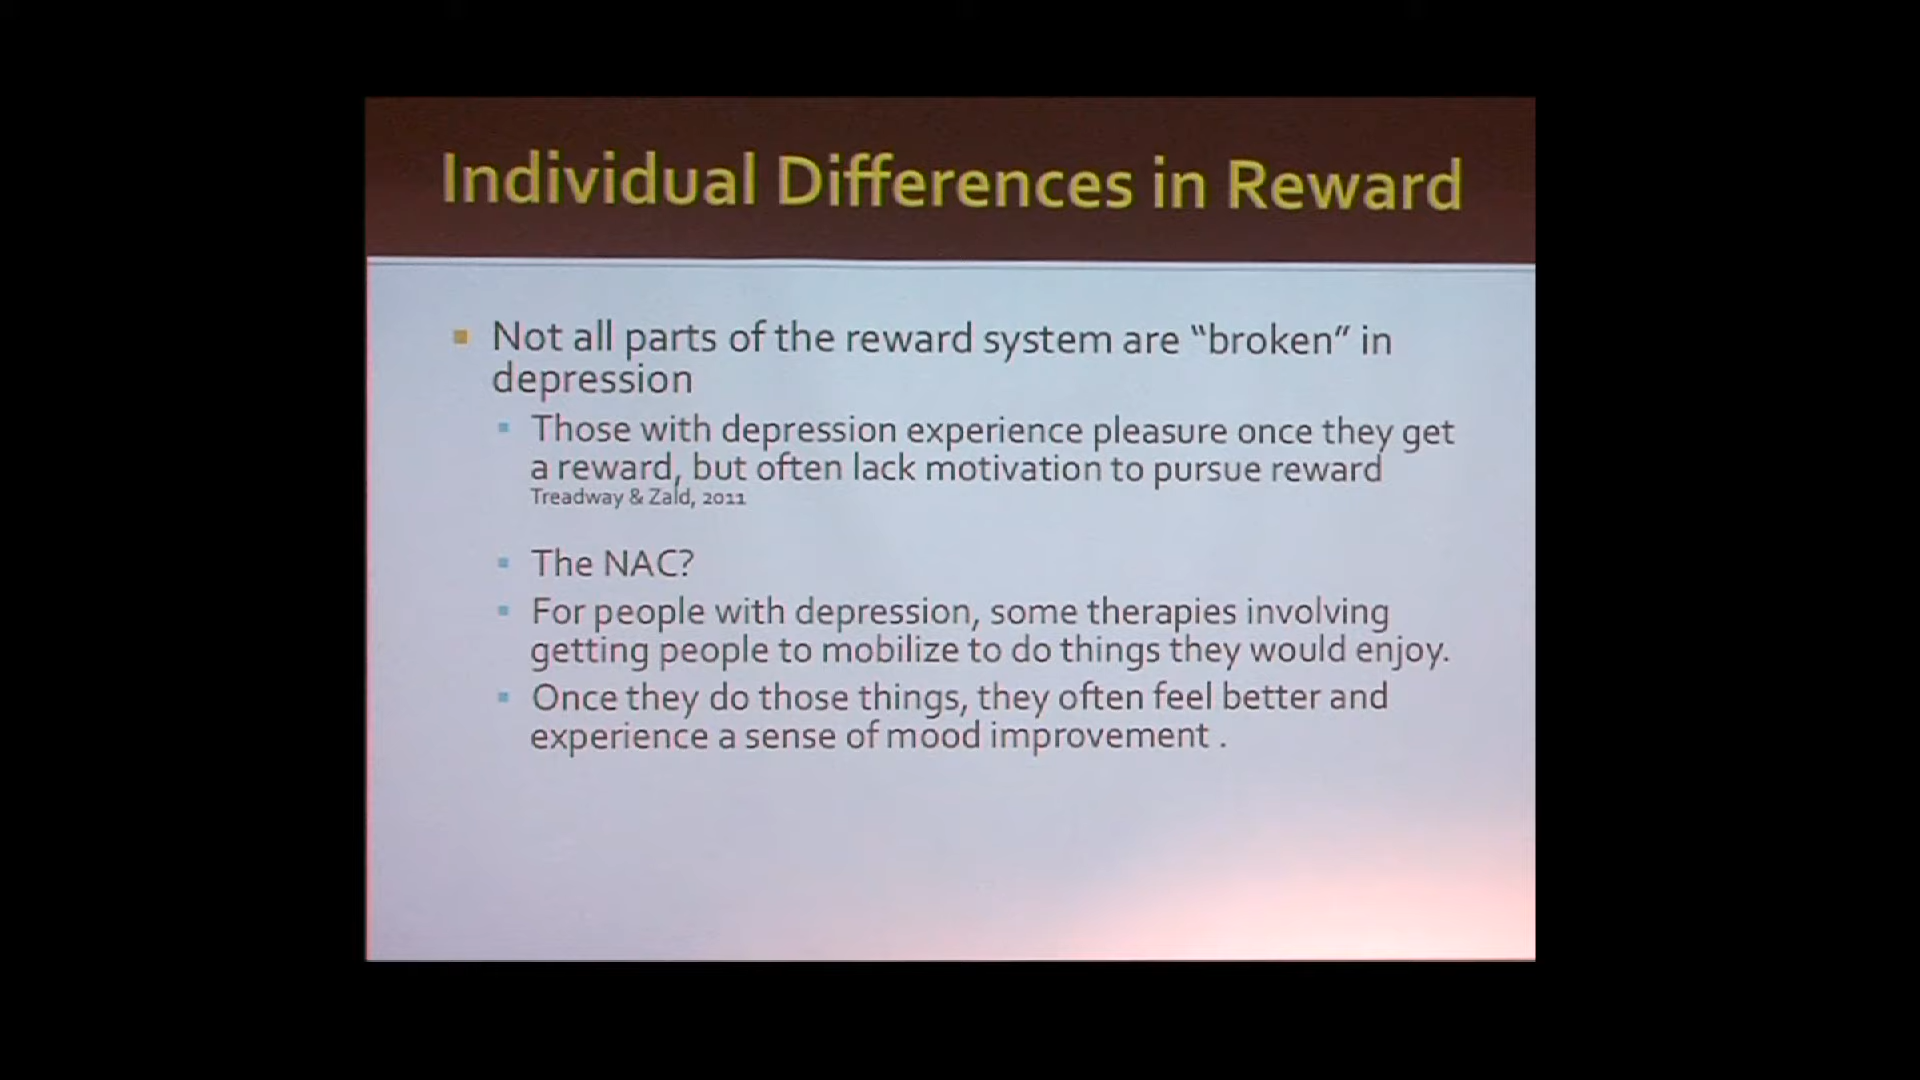 Individual Differences in Reward
Not all parts of the reward system are “broken” in
depression
Those with depression experience pleasure once they get
a reward, but often lack motivation to pursue reward
Treadway & Zald, 2011
The NAC?
For people with depression, some therapies involving
getting people to mobilize to do things they would enjoy.
Once they do those things, they often feel better and
experience a sense of mood improvement .